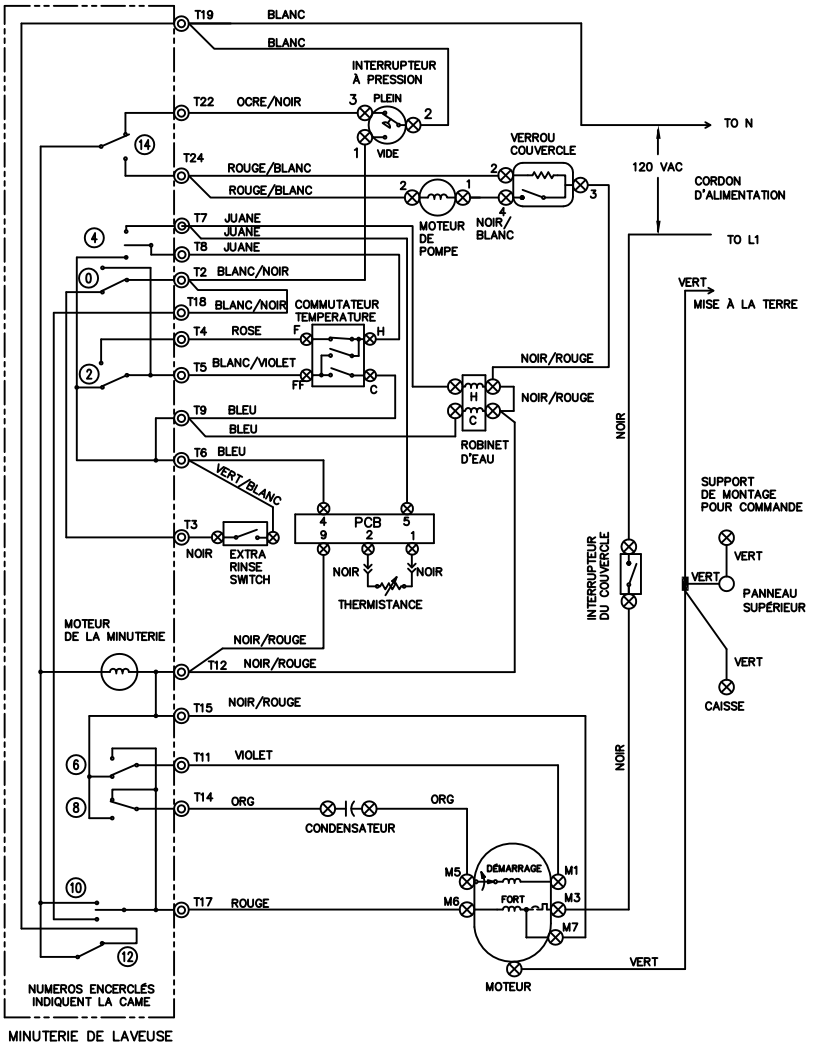 T19 BLANC
BLANC
INTERRUPTEUR
À PRESSION
T22 OCRE/NOIR 3 PLEIN
2
14
1 VIDE
TO N
VERROU
COUVERCLE
120 VAC
CORDON
D'ALIMENTATION
T24 ROUGE/BLANC 2
ROUGE/BLANC 2 1
4 3
MOTEUR
DE
POMPE
NOIR/
BLANC
T7 JUANE
JUANE
4
T8 JUANE
TO L1
0
T2 BLANC/NOIR
VERT
MISE À LA TERRE
T18 BLANC/NOIR
COMMUTATEUR
TEMPERATURE
T4 ROSE F H
2
T5 BLANC/VIOLET FF C
NOIR/ROUGE
H
NOIR/ROUGE
C
T9 BLEU
BLEU
ROBINET
D'EAU
NOIR
T6 BLEU
VERT/BLANC
SUPPORT
DE MONTAGE
POUR COMMANDE
4 PCB 5
9 2 1
T3
NOIR
EXTRA
RINSE
SWITCH
NOIR NOIR
THERMISTANCE
INTERRUPTEUR
DU COUVERCLE
VERT
VERT
PANNEAU
SUPÉRIEUR
MOTEUR
DE LA MINUTERIE
NOIR/ROUGE
T12 NOIR/ROUGE
VERT
CAISSE
T15 NOIR/ROUGE
6
T11 VIOLET
NOIR
8
T14 ORG ORG
CONDENSATEUR
M5 DÉMARRAGE M1
10
T17 ROUGE M6 FORT M3
M7
12
VERT
MOTEUR
NUMEROS ENCERCLÉS
INDIQUENT LA CAME
MINUTERIE DE LAVEUSE